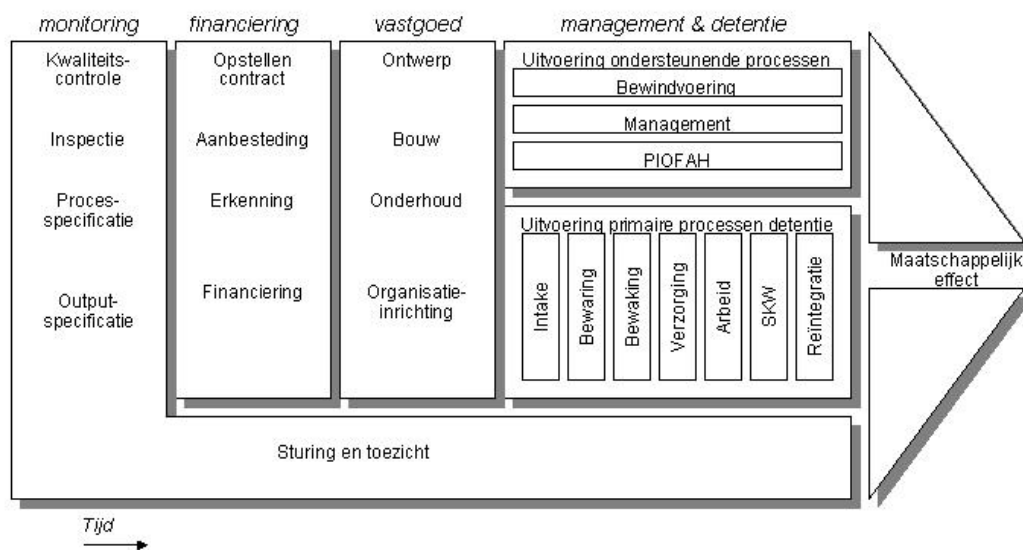 monitoring
financiering
vastgoed
management & detentie
Kwaliteits-
controle
Inspectie
Proces-
specificatie
Output-
specificatie
Opstellen
contract
Aanbesteding
Erkenning
Financiering
Ontwerp
Bouw
Onderhoud
Organisatie-
inrichting
Uitvoering ondersteunende processen
Bewindvoering
Management
PIOFAH
Uitvoering primaire processen detentie
Intake
Bewaring
Bewaking
Verzorging
Arbeid
SKW
Reïntegratie
Maatschappelijk
effect
Sturing en toezicht
Tijd